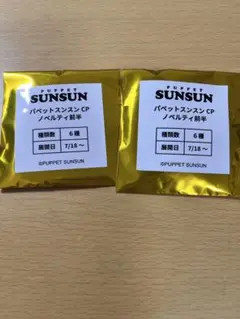 PUPPET
SUNSUN
パペットスンスン CP
ノベルティ前半
種類数 6種
展開日 7/18～
©PUPPET SUNSUN
PUPPET
SUNSUN
パペットスンスン CP
ノベルティ前半
種類数 6種
展開日 7/18～
©PUPPET SUNSUN